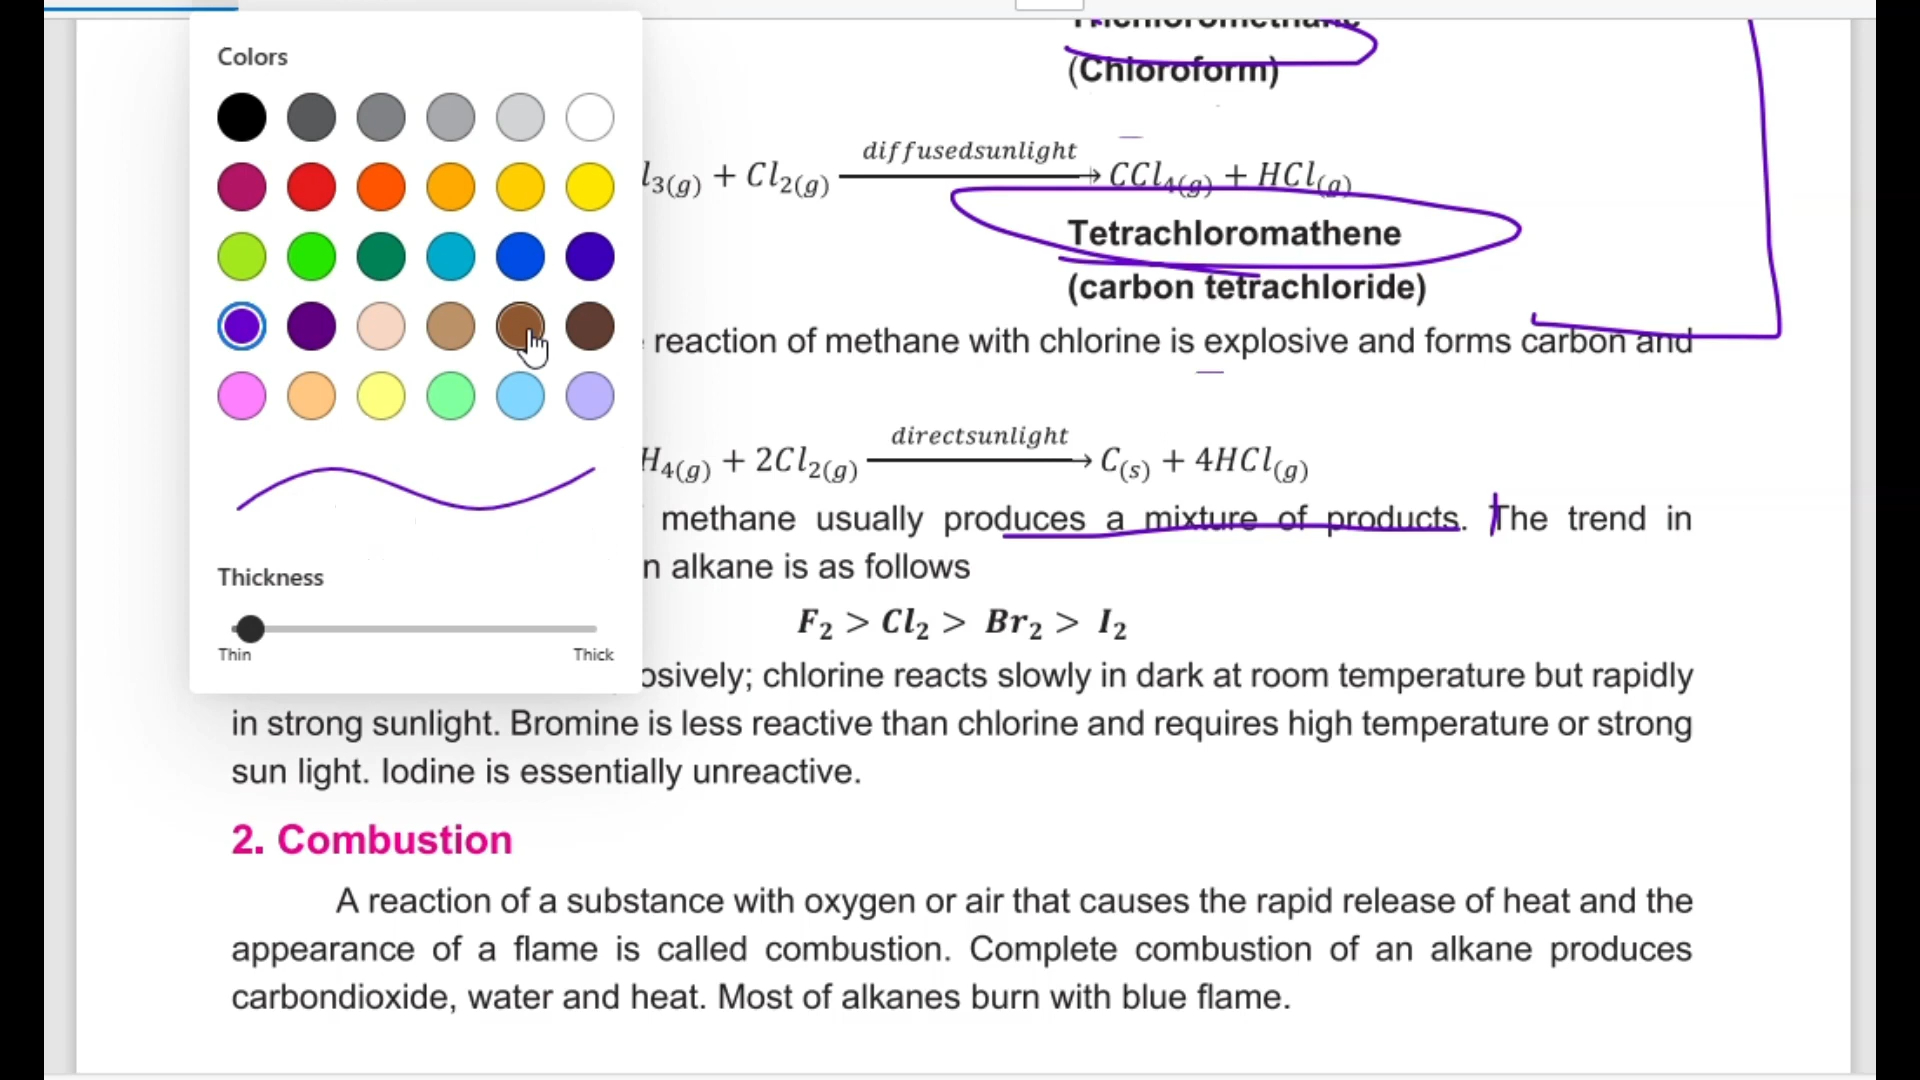 Colors
Trichloromethane
(Chloroform)
diffusedsunlight
l₃(g) + Cl₂(g) → CCl₄(g) + HCl(g)
Tetrachloromathene
(carbon tetrachloride)
reaction of methane with chlorine is explosive and forms carbon and
directsunlight
H₄(g) + 2Cl₂(g) → C(s) + 4HCl(g)
methane usually produces a mixture of products. The trend in
n alkane is as follows
F₂ > Cl₂ > Br₂ > I₂
Thickness
Thin Thick
osively; chlorine reacts slowly in dark at room temperature but rapidly
in strong sunlight. Bromine is less reactive than chlorine and requires high temperature or strong
sun light. Iodine is essentially unreactive.
2. Combustion
A reaction of a substance with oxygen or air that causes the rapid release of heat and the
appearance of a flame is called combustion. Complete combustion of an alkane produces
carbondioxide, water and heat. Most of alkanes burn with blue flame.